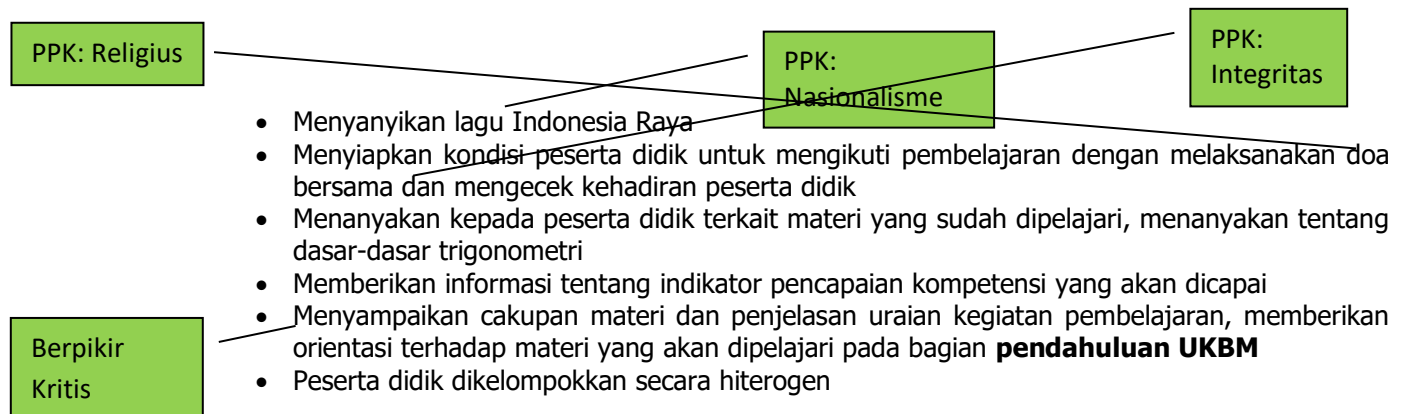 PPK: Religius
PPK:
Nasionalisme
PPK:
Integritas
• Menyanyikan lagu Indonesia Raya
• Menyiapkan kondisi peserta didik untuk mengikuti pembelajaran dengan melaksanakan doa
bersama dan mengecek kehadiran peserta didik
• Menanyakan kepada peserta didik terkait materi yang sudah dipelajari, menanyakan tentang
dasar-dasar trigonometri
• Memberikan informasi tentang indikator pencapaian kompetensi yang akan dicapai
• Menyampaikan cakupan materi dan penjelasan uraian kegiatan pembelajaran, memberikan
orientasi terhadap materi yang akan dipelajari pada bagian pendahuluan UKBM
• Peserta didik dikelompokkan secara hiterogen
Berpikir
Kritis